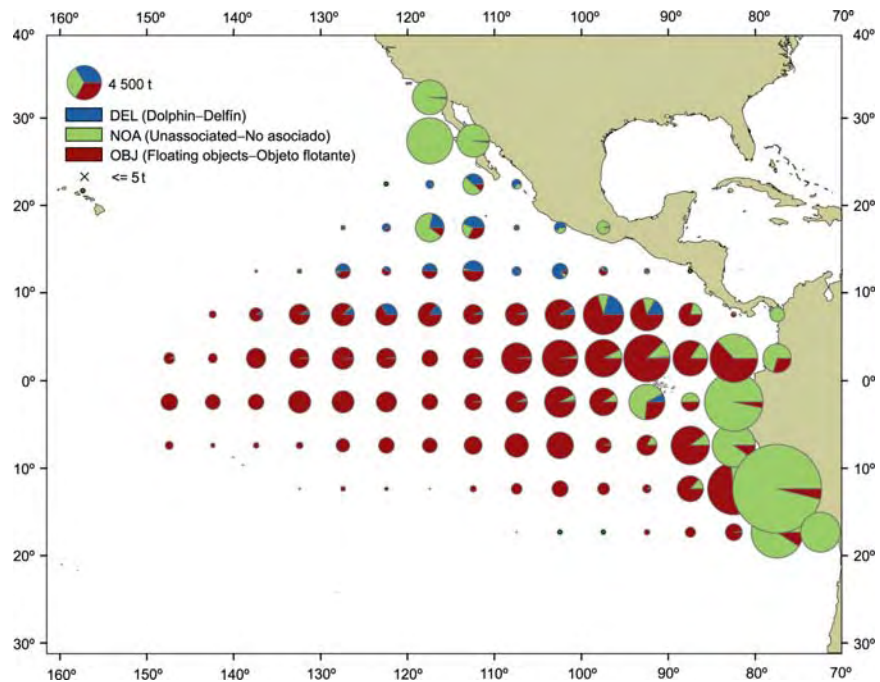 160º 150º 140º 130º 120º 110º 100º 90º 80º 70º
40º 40º
4 500 t
DEL (Dolphin–Delfín)
30º 30º
NOA (Unassociated–No asociado)
OBJ (Floating objects–Objeto flotante)
<= 5 t
20º 20º
10º 10º
0º 0º
10º 10º
20º 20º
30º 30º
160º 150º 140º 130º 120º 110º 100º 90º 80º 70º